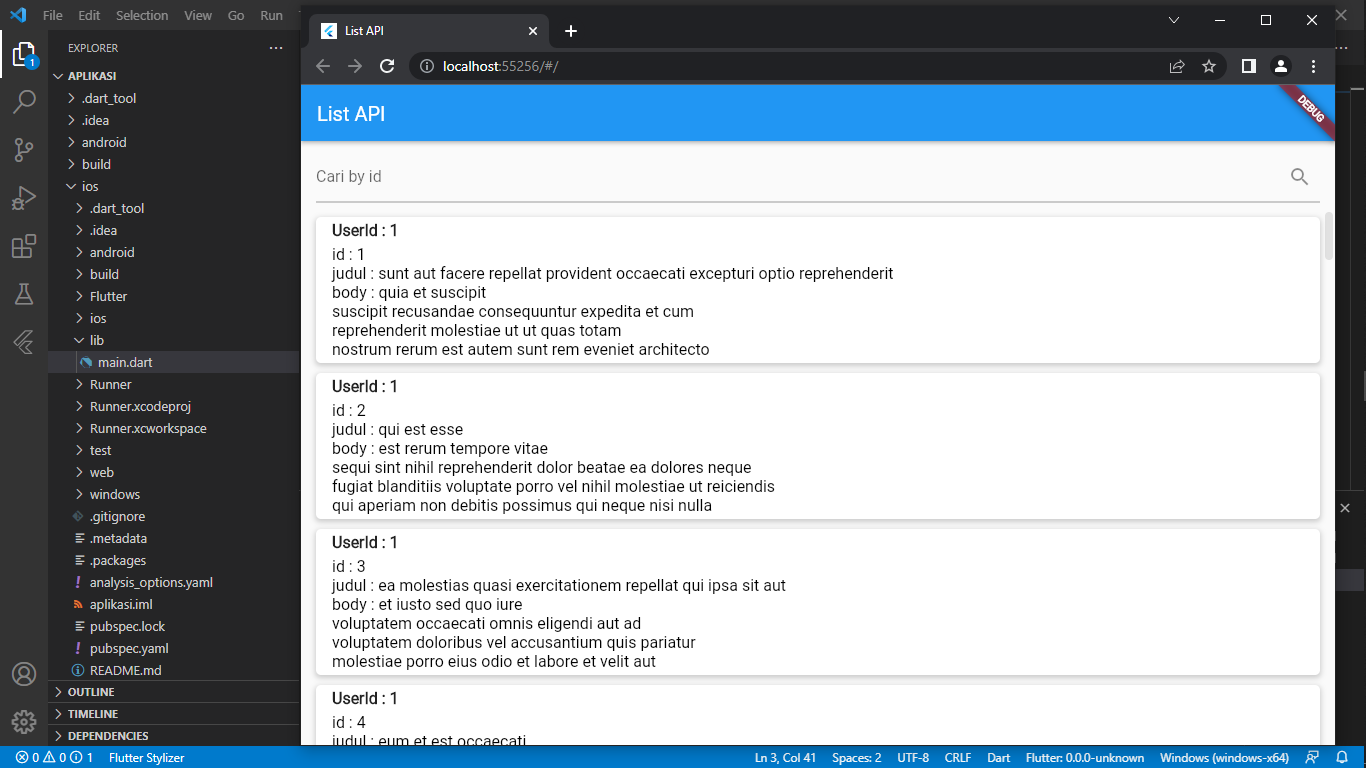 File Edit Selection View Go Run
EXPLORER
APLIKASI
.dart_tool
.idea
android
build
ios
.dart_tool
.idea
android
build
Flutter
ios
lib
main.dart
Runner
Runner.xcodeproj
Runner.xcworkspace
test
web
windows
.gitignore
.metadata
.packages
analysis_options.yaml
aplikasi.iml
pubspec.lock
pubspec.yaml
README.md
OUTLINE
TIMELINE
DEPENDENCIES
1
List API
localhost:55256/#/
List API
DEBUG
Cari by id
UserId : 1
id : 1
judul : sunt aut facere repellat provident occaecati excepturi optio reprehenderit
body : quia et suscipit
suscipit recusandae consequuntur expedita et cum
reprehenderit molestiae ut ut quas totam
nostrum rerum est autem sunt rem eveniet architecto
UserId : 1
id : 2
judul : qui est esse
body : est rerum tempore vitae
sequi sint nihil reprehenderit dolor beatae ea dolores neque
fugiat blanditiis voluptate porro vel nihil molestiae ut reiciendis
qui aperiam non debitis possimus qui neque nisi nulla
UserId : 1
id : 3
judul : ea molestias quasi exercitationem repellat qui ipsa sit aut
body : et iusto sed quo iure
voluptatem occaecati omnis eligendi aut ad
voluptatem doloribus vel accusantium quis pariatur
molestiae porro eius odio et labore et velit aut
UserId : 1
id : 4
judul : eum et est occaecati
0 0 1 Flutter Stylizer
Ln 3, Col 41 Spaces: 2 UTF-8 CRLF Dart Flutter: 0.0.0-unknown Windows (windows-x64)